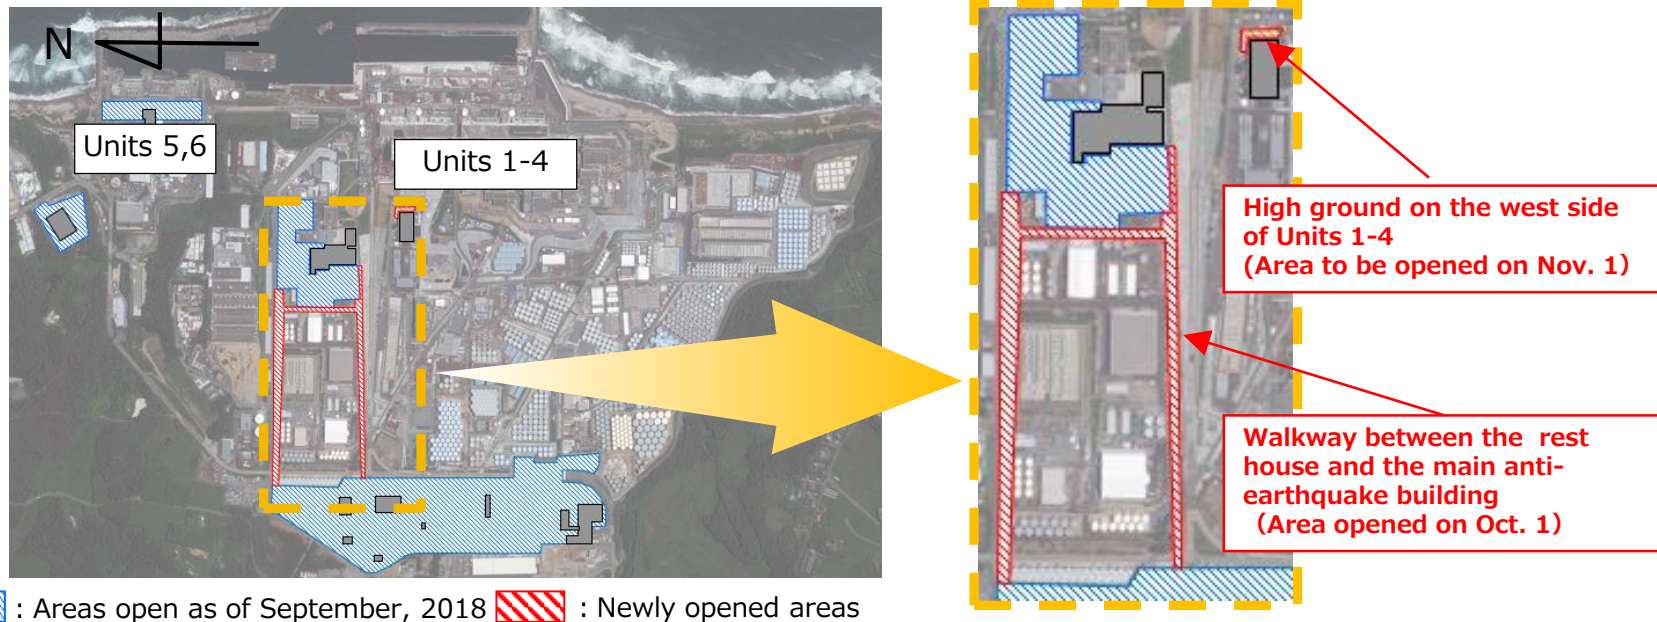 N
Units 5,6
Units 1-4
High ground on the west side
of Units 1-4
(Area to be opened on Nov. 1）
Walkway between the rest
house and the main anti-
earthquake building
（Area opened on Oct. 1）
: Areas open as of September, 2018
: Newly opened areas